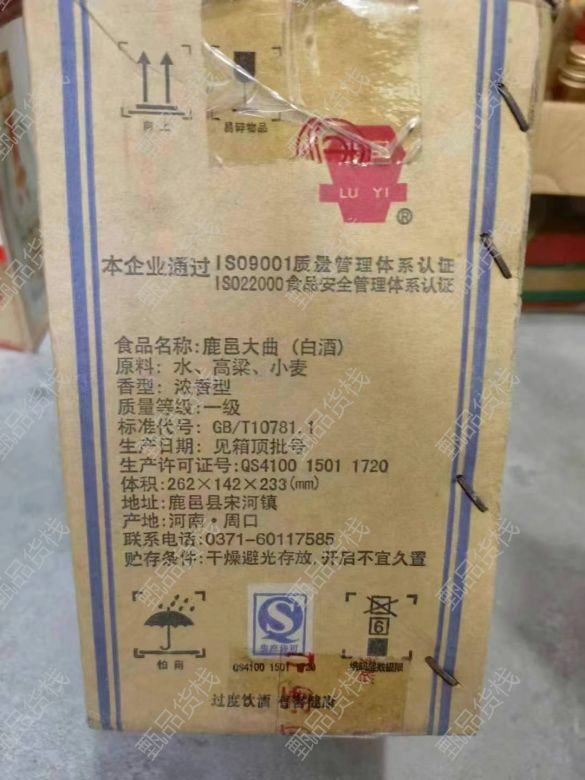 向上
易碎物品
LU YI
®
本企业通过 ISO9001质量管理体系认证
ISO22000食品安全管理体系认证
食品名称:鹿邑大曲（白酒）
原料: 水、高梁、小麦
香型: 浓香型
质量等级:一级
标准代号: GB/T10781.1
生产日期: 见箱顶批号
生产许可证号:QS4100 1501 1720
体积:262×142×233(mm)
地址:鹿邑县宋河镇
产地:河南·周口
联系电话:0371-60117585
贮存条件:干燥避光存放,开启不宜久置
6
怕雨
生产许可
QS4100 1501 1720
过度饮酒 有害健康
甄品货栈